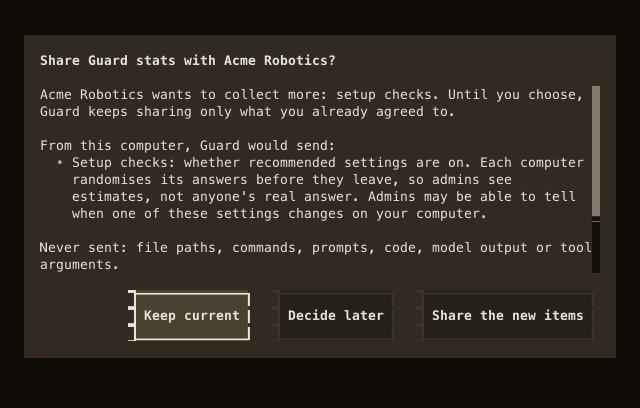 Share Guard stats with Acme Robotics?
Acme Robotics wants to collect more: setup checks. Until you choose,
Guard keeps sharing only what you already agreed to.
From this computer, Guard would send:
• Setup checks: whether recommended settings are on. Each computer
randomises its answers before they leave, so admins see
estimates, not anyone's real answer. Admins may be able to tell
when one of these settings changes on your computer.
Never sent: file paths, commands, prompts, code, model output or tool
arguments.
Keep current Decide later Share the new items